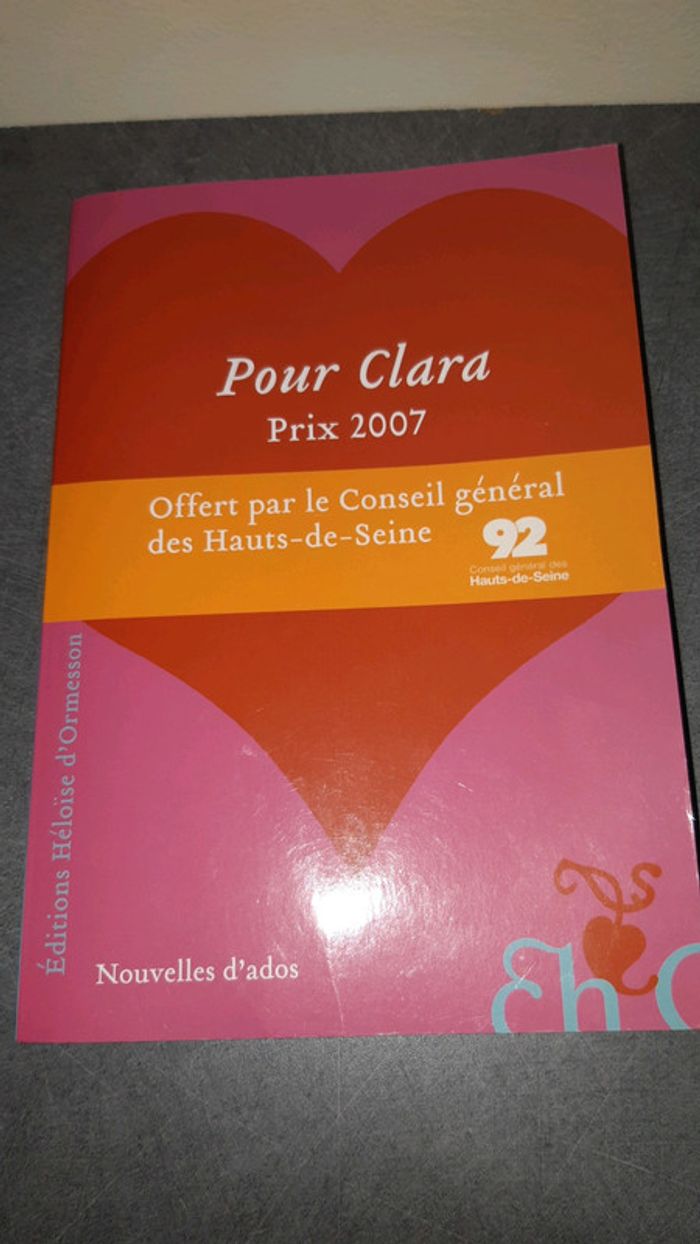 Pour Clara
Prix 2007
Offert par le Conseil général
des Hauts-de-Seine
92
Conseil général des
Hauts-de-Seine
Éditions Héloïse d'Ormesson
Nouvelles d'ados